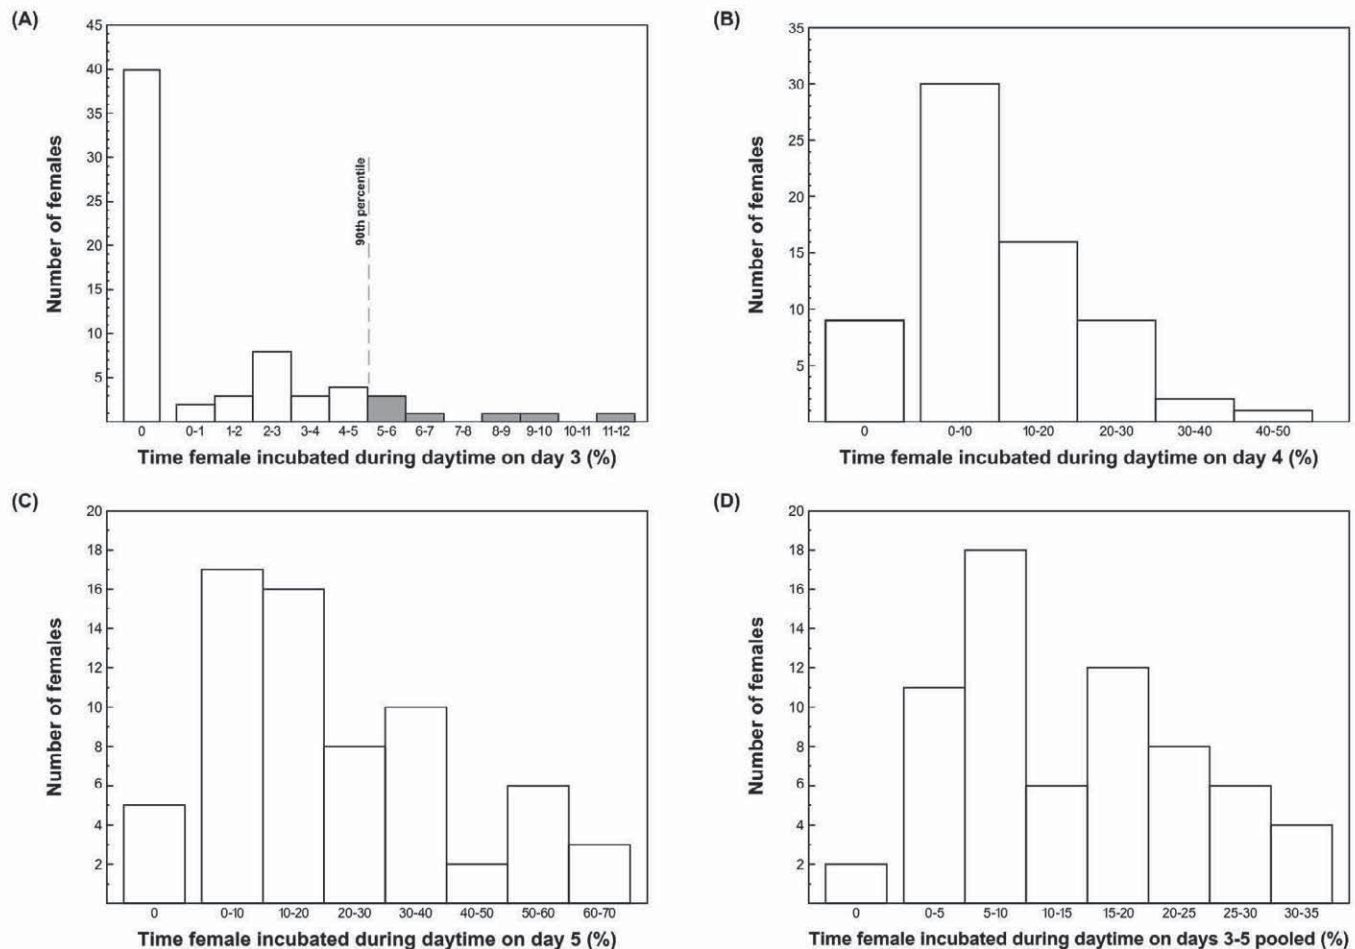 (A)
45
40
35
30
25
20
15
10
5
Number of females
90th percentile
0 0-1 1-2 2-3 3-4 4-5 5-6 6-7 7-8 8-9 9-10 10-11 11-12
Time female incubated during daytime on day 3 (%)
(B)
35
30
25
20
15
10
5
Number of females
0 0-10 10-20 20-30 30-40 40-50
Time female incubated during daytime on day 4 (%)
(C)
20
18
16
14
12
10
8
6
4
2
Number of females
0 0-10 10-20 20-30 30-40 40-50 50-60 60-70
Time female incubated during daytime on day 5 (%)
(D)
20
18
16
14
12
10
8
6
4
2
Number of females
0 0-5 5-10 10-15 15-20 20-25 25-30 30-35
Time female incubated during daytime on days 3-5 pooled (%)